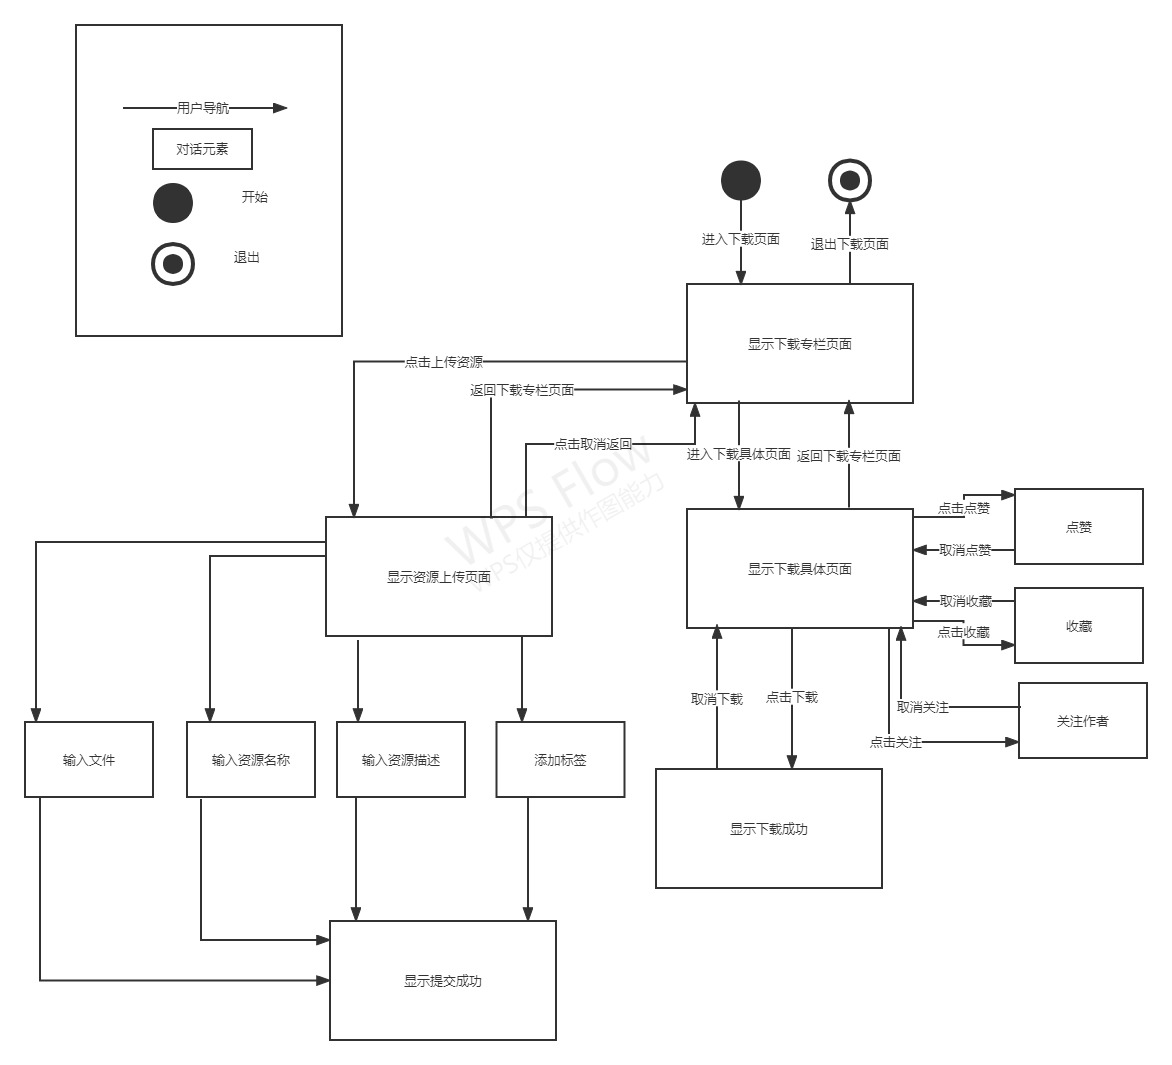 用户导航
对话元素
开始
退出
进入下载页面
退出下载页面
显示下载专栏页面
点击上传资源
返回下载专栏页面
点击取消返回
进入下载具体页面
返回下载专栏页面
WPS Flow
WPS仅提供作图能力
显示资源上传页面
显示下载具体页面
点击点赞
点赞
取消点赞
取消收藏
点击收藏
收藏
取消下载
点击下载
取消关注
点击关注
关注作者
输入文件
输入资源名称
输入资源描述
添加标签
显示下载成功
显示提交成功